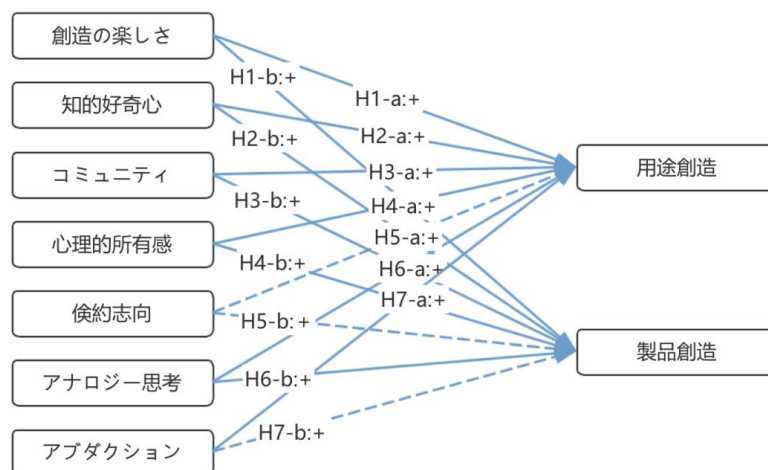 創造の楽しさ
H1-b:+
H1-a:+
知的好奇心
H2-b:+
H2-a:+
コミュニティ
H3-a:+
用途創造
H3-b:+
H4-a:+
心理的所有感
H5-a:+
H4-b:+
H6-a:+
H7-a:+
倹約志向
H5-b:+
製品創造
アナロジー思考
H6-b:+
H7-b:+
アブダクション